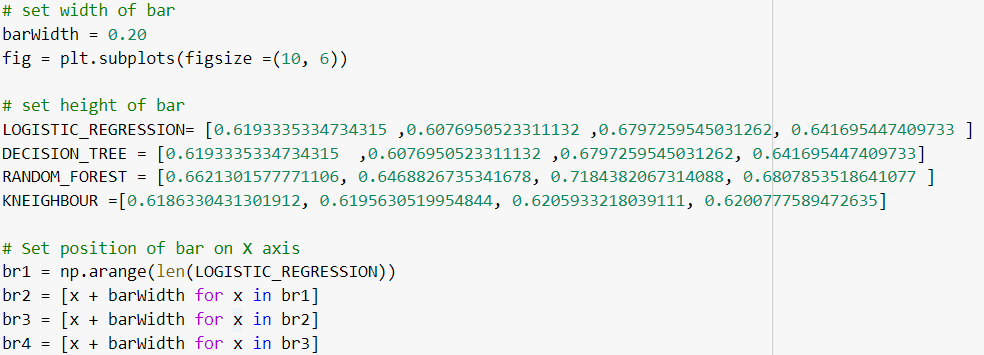 # set width of bar
barWidth = 0.20
fig = plt.subplots(figsize =(10, 6))
# set height of bar
LOGISTIC_REGRESSION= [0.6193335334734315 ,0.6076950523311132 ,0.6797259545031262, 0.641695447409733 ]
DECISION_TREE = [0.6193335334734315  ,0.6076950523311132 ,0.6797259545031262, 0.641695447409733]
RANDOM_FOREST = [0.6621301577771106, 0.6468826735341678, 0.7184382067314088, 0.6807853518641077 ]
KNEIGHBOUR =[0.6186330431301912, 0.6195630519954844, 0.6205933218039111, 0.6200777589472635]
# Set position of bar on X axis
br1 = np.arange(len(LOGISTIC_REGRESSION))
br2 = [x + barWidth for x in br1]
br3 = [x + barWidth for x in br2]
br4 = [x + barWidth for x in br3]